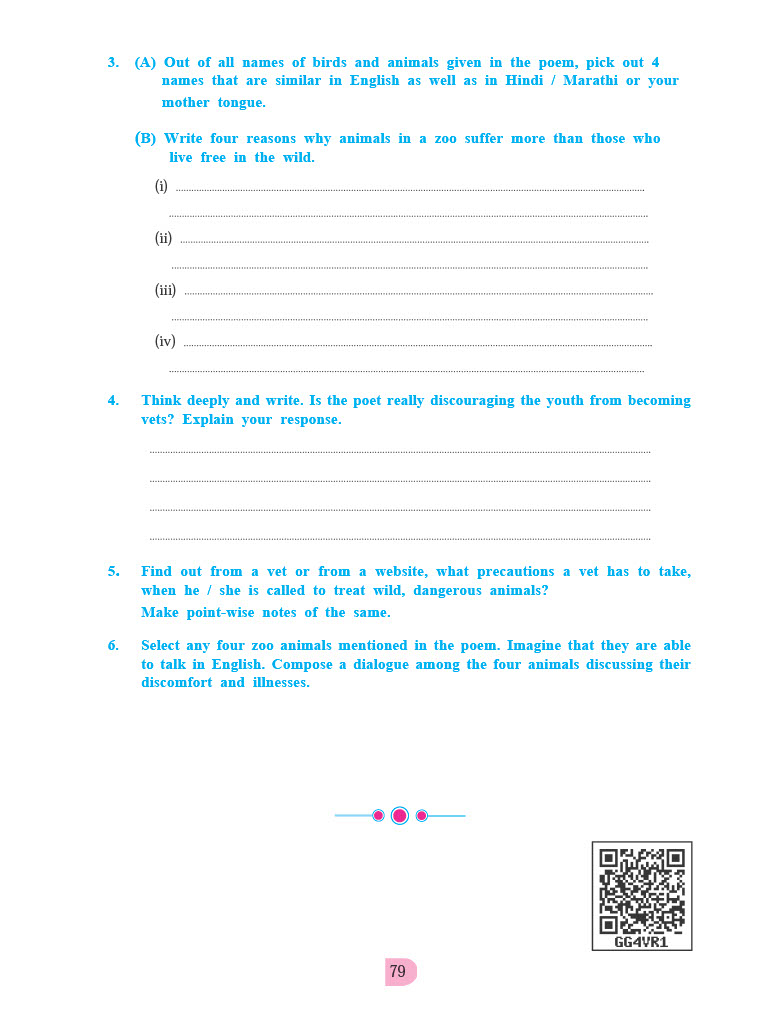 3. (A) Out of all names of birds and animals given in the poem, pick out 4
names that are similar in English as well as in Hindi / Marathi or your
mother tongue.
(B) Write four reasons why animals in a zoo suffer more than those who
live free in the wild.
(i)
(ii)
(iii)
(iv)
4. Think deeply and write. Is the poet really discouraging the youth from becoming
vets? Explain your response.
5. Find out from a vet or from a website, what precautions a vet has to take,
when he / she is called to treat wild, dangerous animals?
Make point-wise notes of the same.
6. Select any four zoo animals mentioned in the poem. Imagine that they are able
to talk in English. Compose a dialogue among the four animals discussing their
discomfort and illnesses.
GG4VR1
79